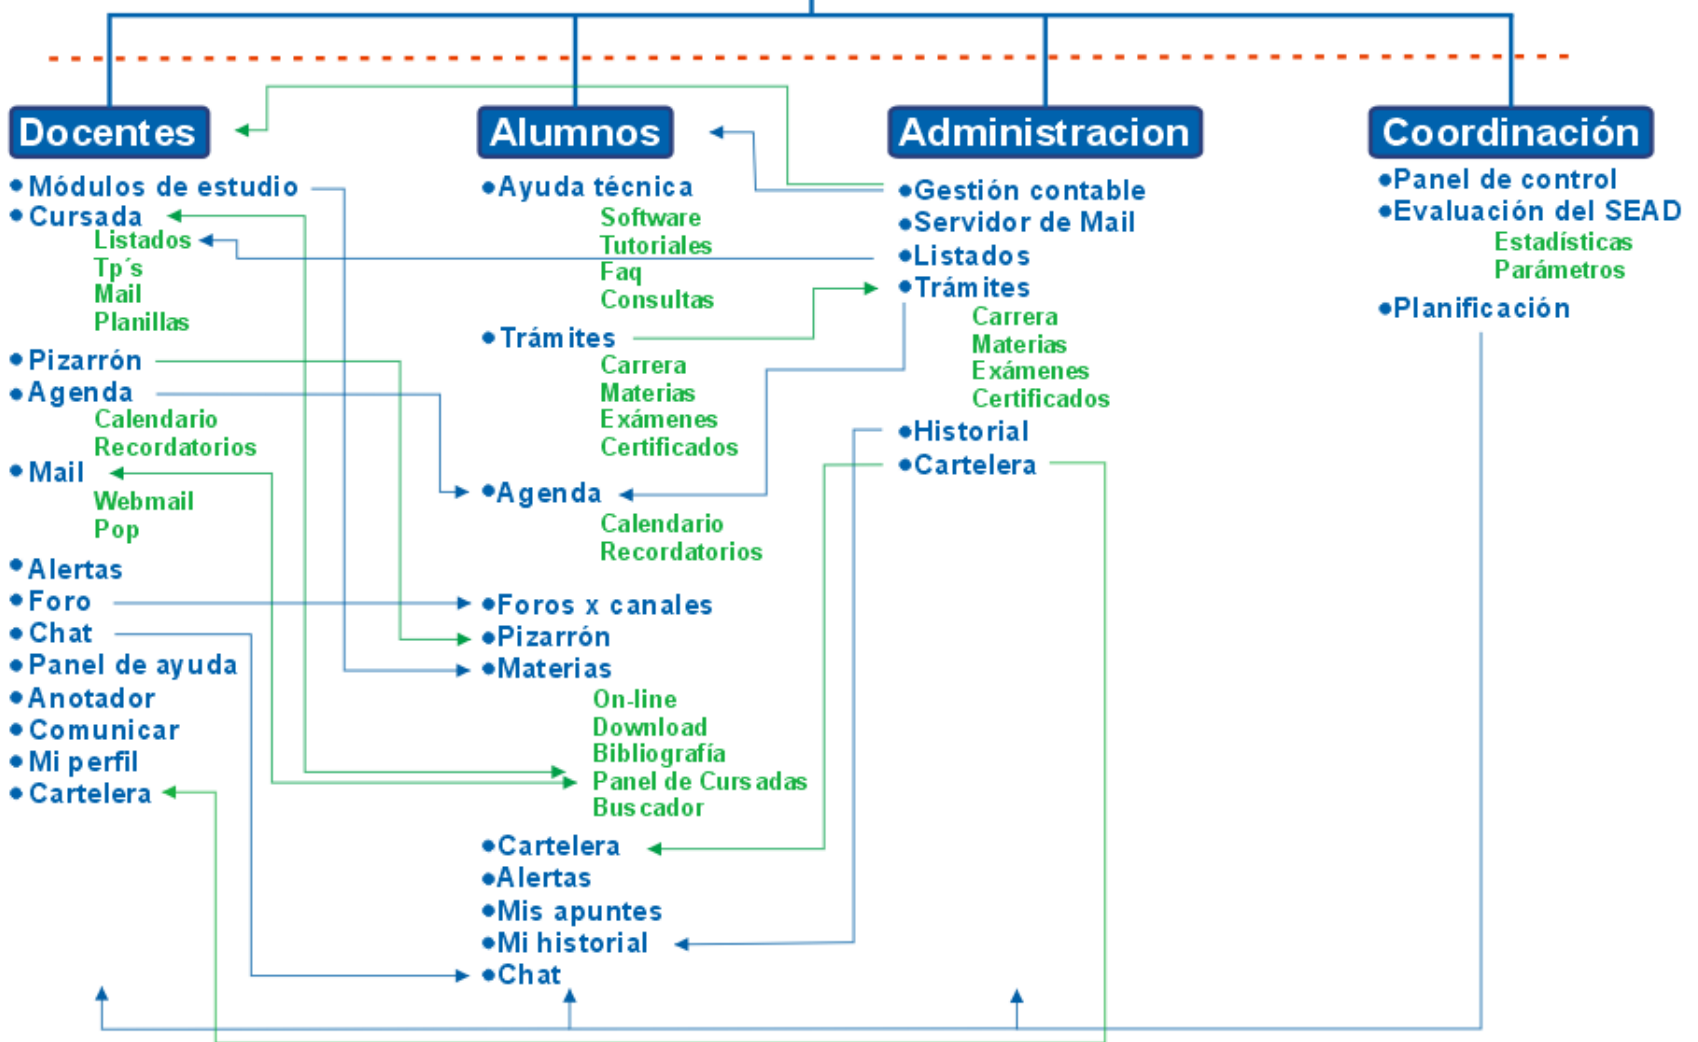 Docentes
Módulos de estudio
Cursada
Listados
Tp´s
Mail
Planillas
Pizarrón
Agenda
Calendario
Recordatorios
Mail
Webmail
Pop
Alertas
Foro
Chat
Panel de ayuda
Anotador
Comunicar
Mi perfil
Cartelera
Alumnos
Ayuda técnica
Software
Tutoriales
Faq
Consultas
Trámites
Carrera
Materias
Exámenes
Certificados
Agenda
Calendario
Recordatorios
Foros x canales
Pizarrón
Materias
On-line
Download
Bibliografía
Panel de Cursadas
Buscador
Cartelera
Alertas
Mis apuntes
Mi historial
Chat
Administracion
Gestión contable
Servidor de Mail
Listados
Trámites
Carrera
Materias
Exámenes
Certificados
Historial
Cartelera
Coordinación
Panel de control
Evaluación del SEAD
Estadísticas
Parámetros
Planificación